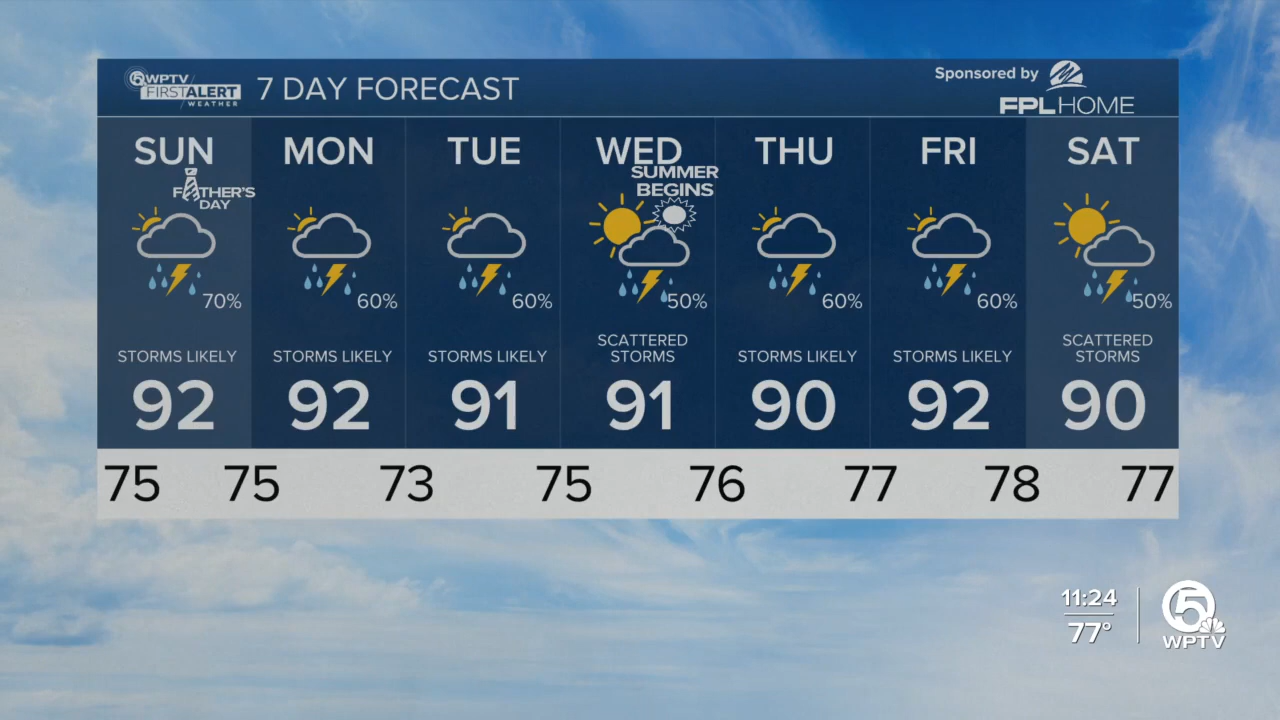 5 WPTV
FIRST ALERT
WEATHER
7 DAY FORECAST
Sponsored by
FPL HOME
SUN MON TUE WED THU FRI SAT
FATHER'S
DAY
SUMMER
BEGINS
70% 60% 60% 50% 60% 60% 50%
STORMS LIKELY STORMS LIKELY STORMS LIKELY SCATTERED STORMS STORMS LIKELY STORMS LIKELY SCATTERED STORMS
92 92 91 91 90 92 90
75 75 73 75 76 77 78 77
11:24
77°
5
WPTV